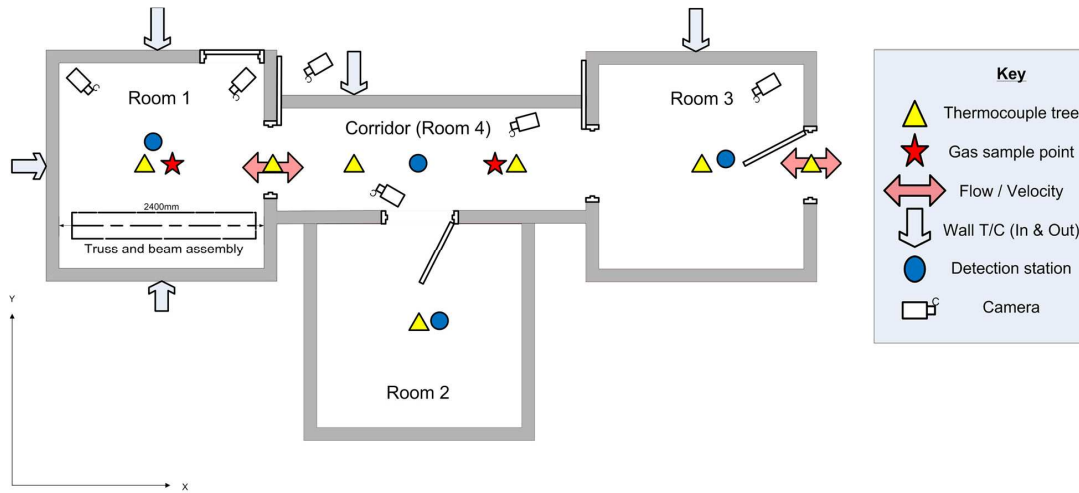 Room 1
Corridor (Room 4)
Room 3
2400mm
Truss and beam assembly
Room 2
Y
X
Key
Thermocouple tree
Gas sample point
Flow / Velocity
Wall T/C (In & Out)
Detection station
C
Camera